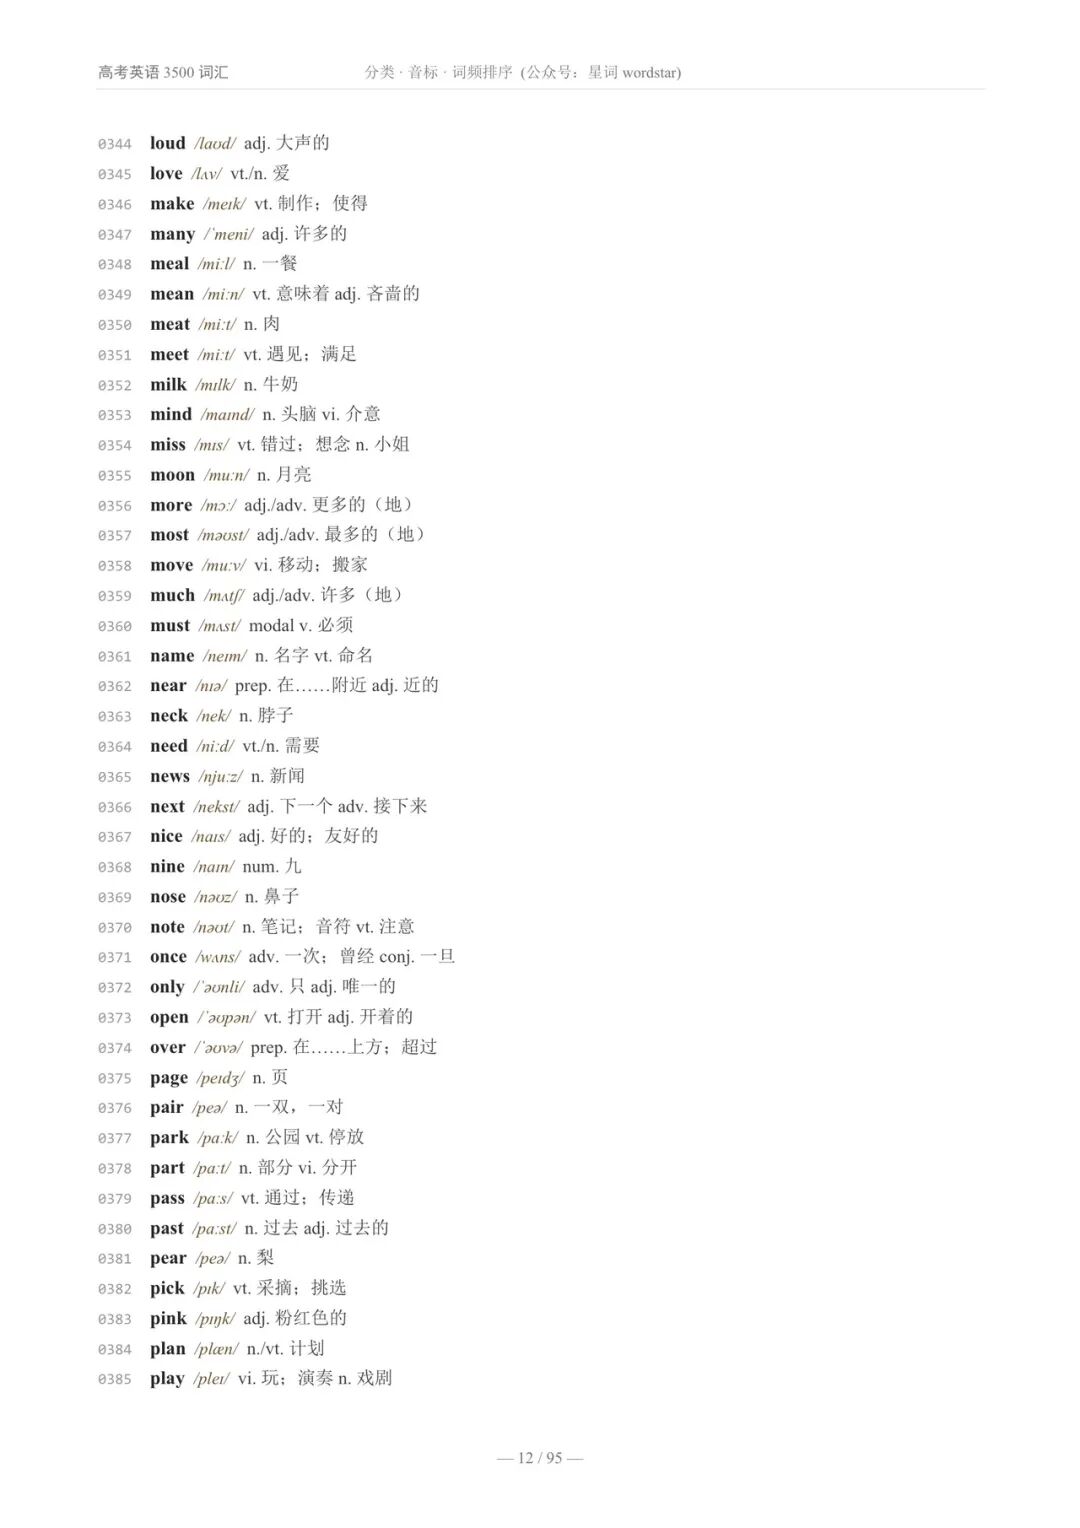 高考英语 3500 词汇 分类 · 音标 · 词频排序 (公众号：星词 wordstar)
0344 loud /laʊd/ adj. 大声的
0345 love /lʌv/ vt./n. 爱
0346 make /meɪk/ vt. 制作；使得
0347 many /ˈmeni/ adj. 许多的
0348 meal /miːl/ n. 一餐
0349 mean /miːn/ vt. 意味着 adj. 吝啬的
0350 meat /miːt/ n. 肉
0351 meet /miːt/ vt. 遇见；满足
0352 milk /mɪlk/ n. 牛奶
0353 mind /maɪnd/ n. 头脑 vi. 介意
0354 miss /mɪs/ vt. 错过；想念 n. 小姐
0355 moon /muːn/ n. 月亮
0356 more /mɔː/ adj./adv. 更多的（地）
0357 most /məʊst/ adj./adv. 最多的（地）
0358 move /muːv/ vi. 移动；搬家
0359 much /mʌtʃ/ adj./adv. 许多（地）
0360 must /mʌst/ modal v. 必须
0361 name /neɪm/ n. 名字 vt. 命名
0362 near /nɪə/ prep. 在……附近 adj. 近的
0363 neck /nek/ n. 脖子
0364 need /niːd/ vt./n. 需要
0365 news /njuːz/ n. 新闻
0366 next /nekst/ adj. 下一个 adv. 接下来
0367 nice /naɪs/ adj. 好的；友好的
0368 nine /naɪn/ num. 九
0369 nose /nəʊz/ n. 鼻子
0370 note /nəʊt/ n. 笔记；音符 vt. 注意
0371 once /wʌns/ adv. 一次；曾经 conj. 一旦
0372 only /ˈəʊnli/ adv. 只 adj. 唯一的
0373 open /ˈəʊpən/ vt. 打开 adj. 开着的
0374 over /ˈəʊvə/ prep. 在……上方；超过
0375 page /peɪdʒ/ n. 页
0376 pair /peə/ n. 一双，一对
0377 park /pɑːk/ n. 公园 vt. 停放
0378 part /pɑːt/ n. 部分 vi. 分开
0379 pass /pɑːs/ vt. 通过；传递
0380 past /pɑːst/ n. 过去 adj. 过去的
0381 pear /peə/ n. 梨
0382 pick /pɪk/ vt. 采摘；挑选
0383 pink /pɪŋk/ adj. 粉红色的
0384 plan /plæn/ n./vt. 计划
0385 play /pleɪ/ vi. 玩；演奏 n. 戏剧
— 12 / 95 —